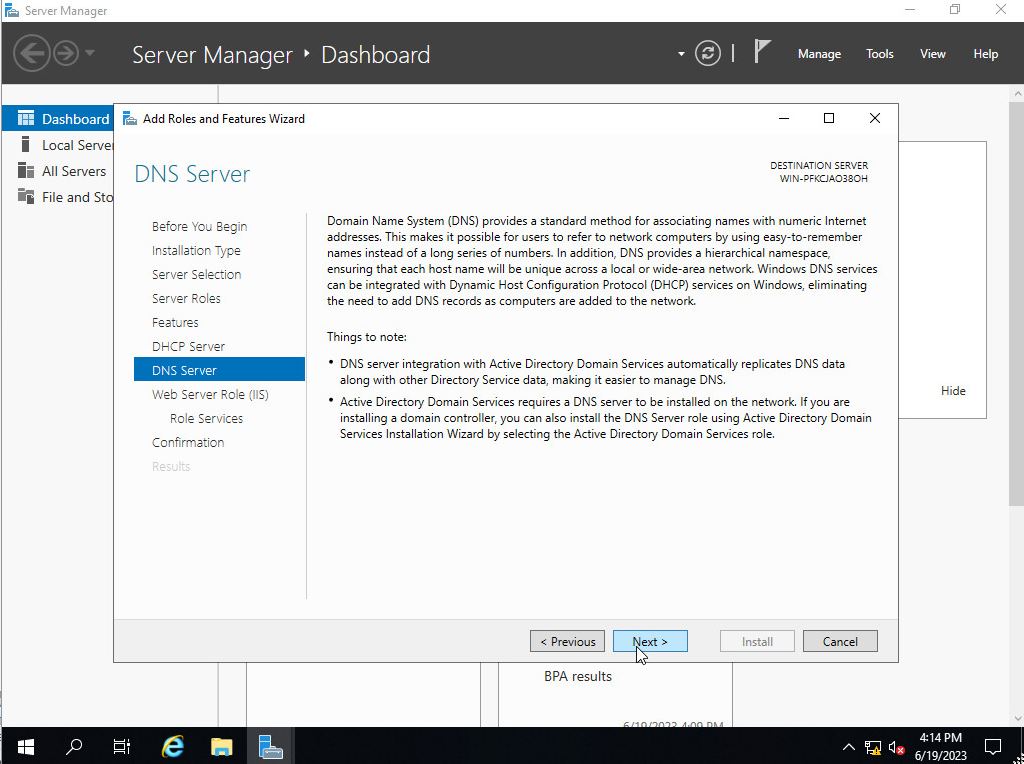 Server Manager
Server Manager ‣ Dashboard
Manage Tools View Help
Dashboard
Local Server
All Servers
File and Sto
Add Roles and Features Wizard
DNS Server
DESTINATION SERVER
WIN-PFKCJAO38OH
Before You Begin
Installation Type
Server Selection
Server Roles
Features
DHCP Server
DNS Server
Web Server Role (IIS)
Role Services
Confirmation
Results
Domain Name System (DNS) provides a standard method for associating names with numeric Internet
addresses. This makes it possible for users to refer to network computers by using easy-to-remember
names instead of a long series of numbers. In addition, DNS provides a hierarchical namespace,
ensuring that each host name will be unique across a local or wide-area network. Windows DNS services
can be integrated with Dynamic Host Configuration Protocol (DHCP) services on Windows, eliminating
the need to add DNS records as computers are added to the network.
Things to note:
• DNS server integration with Active Directory Domain Services automatically replicates DNS data
along with other Directory Service data, making it easier to manage DNS.
• Active Directory Domain Services requires a DNS server to be installed on the network. If you are
installing a domain controller, you can also install the DNS Server role using Active Directory Domain
Services Installation Wizard by selecting the Active Directory Domain Services role.
Hide
< Previous Next > Install Cancel
BPA results
6/19/2023 4:09 PM
4:14 PM
6/19/2023